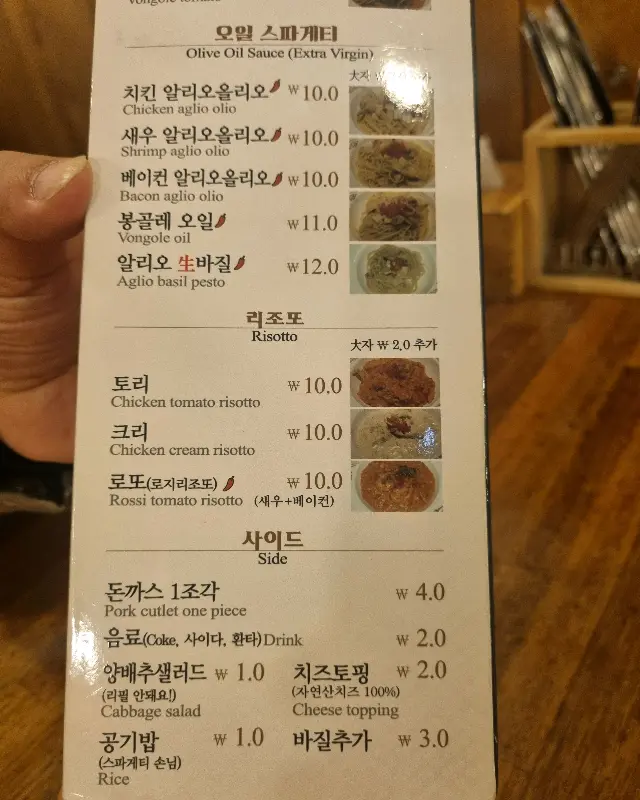 Vongole tomato
오일 스파게티
Olive Oil Sauce (Extra Virgin)
大자 ₩ 추가
치킨 알리오올리오 ₩10.0
Chicken aglio olio
새우 알리오올리오 ₩10.0
Shrimp aglio olio
베이컨 알리오올리오 ₩10.0
Bacon aglio olio
봉골레 오일 ₩11.0
Vongole oil
알리오 生바질 ₩12.0
Aglio basil pesto
리조또
Risotto
大자 ₩ 2.0 추가
토리 ₩10.0
Chicken tomato risotto
크리 ₩10.0
Chicken cream risotto
로또(로지리조또) ₩10.0
Rossi tomato risotto (새우+베이컨)
사이드
Side
돈까스 1조각 ₩ 4.0
Pork cutlet one piece
음료(Coke, 사이다, 환타)Drink ₩ 2.0
양배추샐러드 ₩ 1.0 치즈토핑 ₩ 2.0
(리필 안돼요!) (자연산치즈 100%)
Cabbage salad Cheese topping
공기밥 ₩ 1.0 바질추가 ₩ 3.0
(스파게티 손님)
Rice